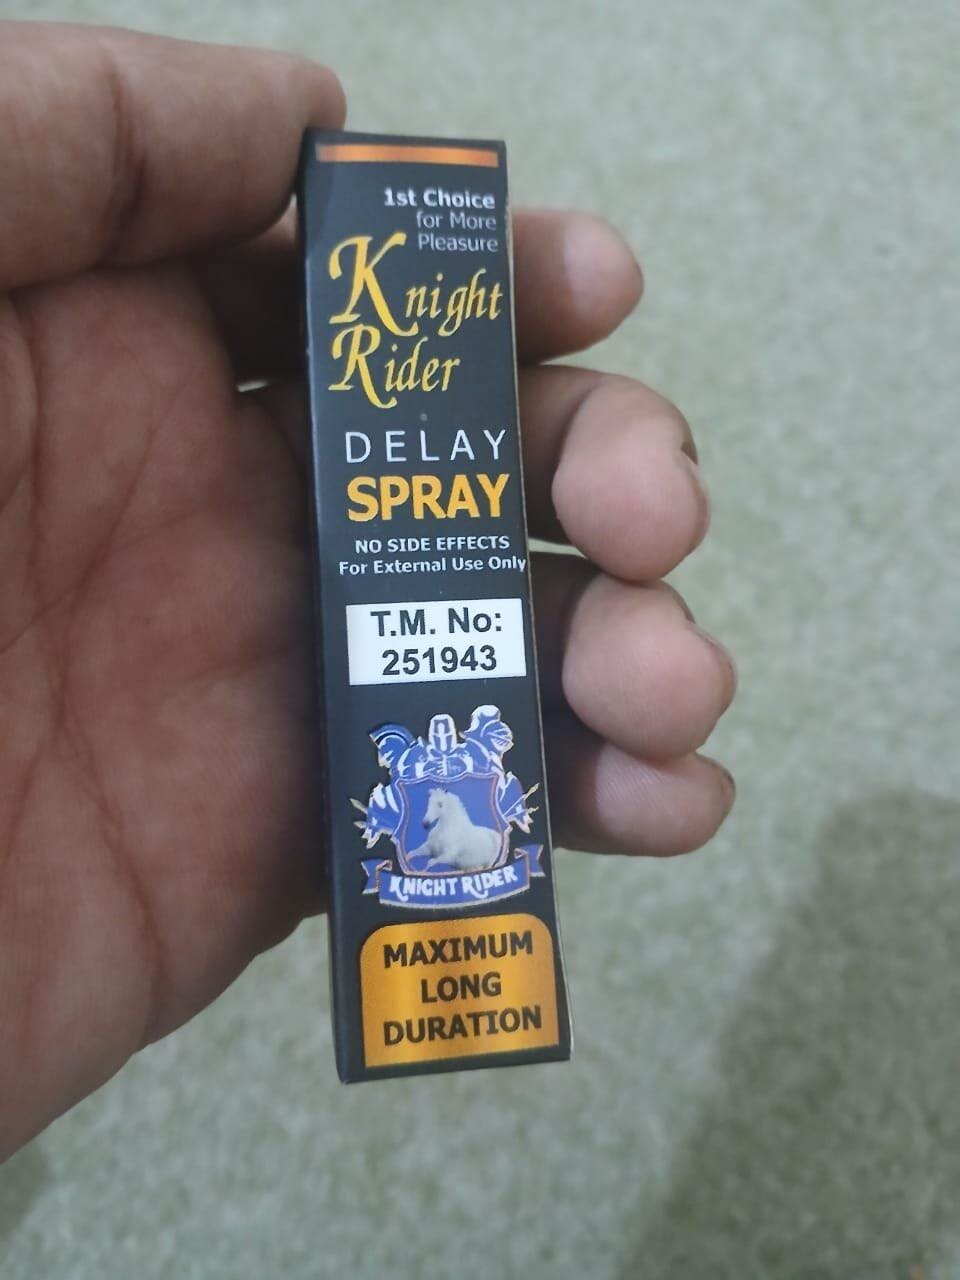 1st Choice
for More
Pleasure
Knight
Rider
DELAY
SPRAY
NO SIDE EFFECTS
For External Use Only
T.M. No:
251943
KNIGHT RIDER
MAXIMUM
LONG
DURATION